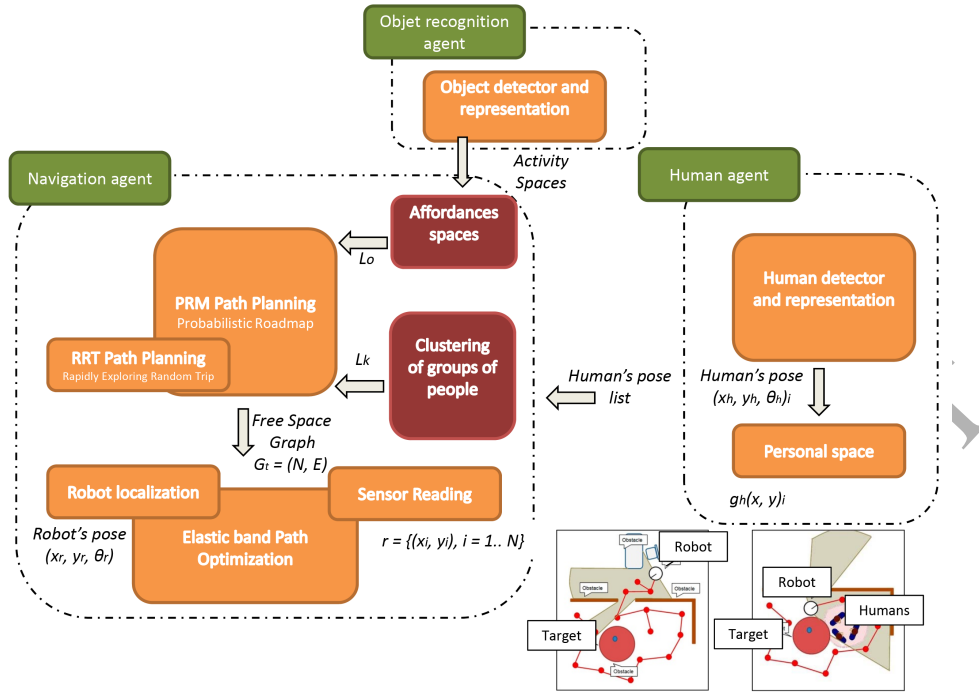 Objet recognition
agent
Object detector and
representation
Activity
Spaces
Navigation agent
Human agent
Affordances
spaces
Lo
PRM Path Planning
Probabilistic Roadmap
RRT Path Planning
Rapidly Exploring Random Trip
Clustering
of groups of
people
Lk
Human's pose
list
Human detector
and representation
Human's pose
(xh, yh, θh)i
Personal space
gh(x, y)i
Free Space
Graph
Gt = (N, E)
Robot localization
Sensor Reading
Robot's pose
(xr, yr, θr)
Elastic band Path
Optimization
r = {(xi, yi), i = 1.. N}
Obstacle
Robot
Obstacle
Obstacle
Target
Obstacle
Robot
Humans
Target